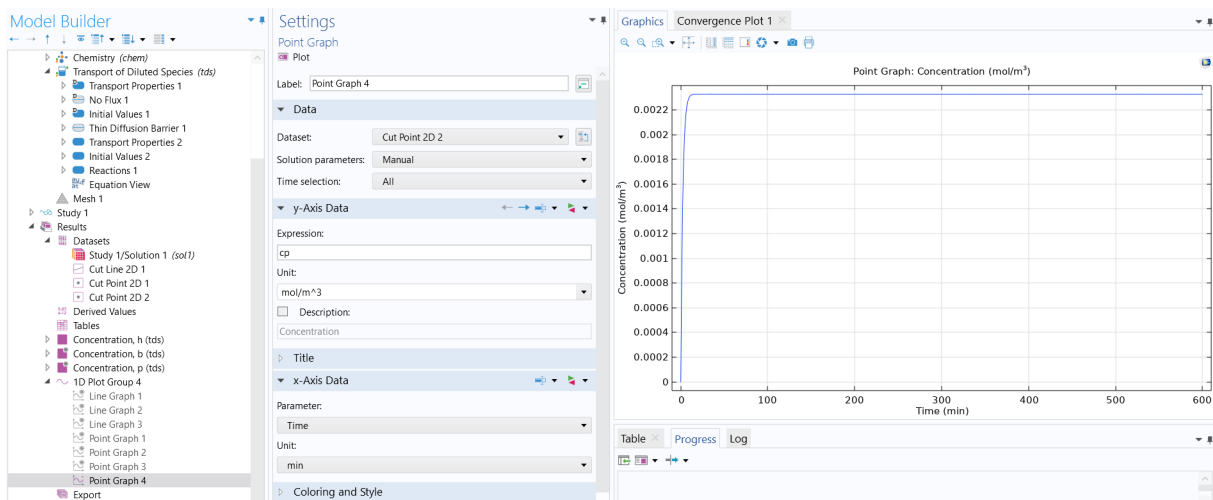 Model Builder
Chemistry (chem)
Transport of Diluted Species (tds)
Transport Properties 1
No Flux 1
Initial Values 1
Thin Diffusion Barrier 1
Transport Properties 2
Initial Values 2
Reactions 1
Equation View
Mesh 1
Study 1
Results
Datasets
Study 1/Solution 1 (sol1)
Cut Line 2D 1
Cut Point 2D 1
Cut Point 2D 2
Derived Values
Tables
Concentration, h (tds)
Concentration, b (tds)
Concentration, p (tds)
1D Plot Group 4
Line Graph 1
Line Graph 2
Line Graph 3
Point Graph 1
Point Graph 2
Point Graph 3
Point Graph 4
Export
Settings
Point Graph
Plot
Label: Point Graph 4
Data
Dataset: Cut Point 2D 2
Solution parameters: Manual
Time selection: All
y-Axis Data
Expression:
cp
Unit:
mol/m^3
Description:
Concentration
Title
x-Axis Data
Parameter:
Time
Unit:
min
Coloring and Style
Graphics Convergence Plot 1
Point Graph: Concentration (mol/m³)
Concentration (mol/m³)
0.0022
0.002
0.0018
0.0016
0.0014
0.0012
0.001
0.0008
0.0006
0.0004
0.0002
0
0 100 200 300 400 500 600
Time (min)
Table Progress Log